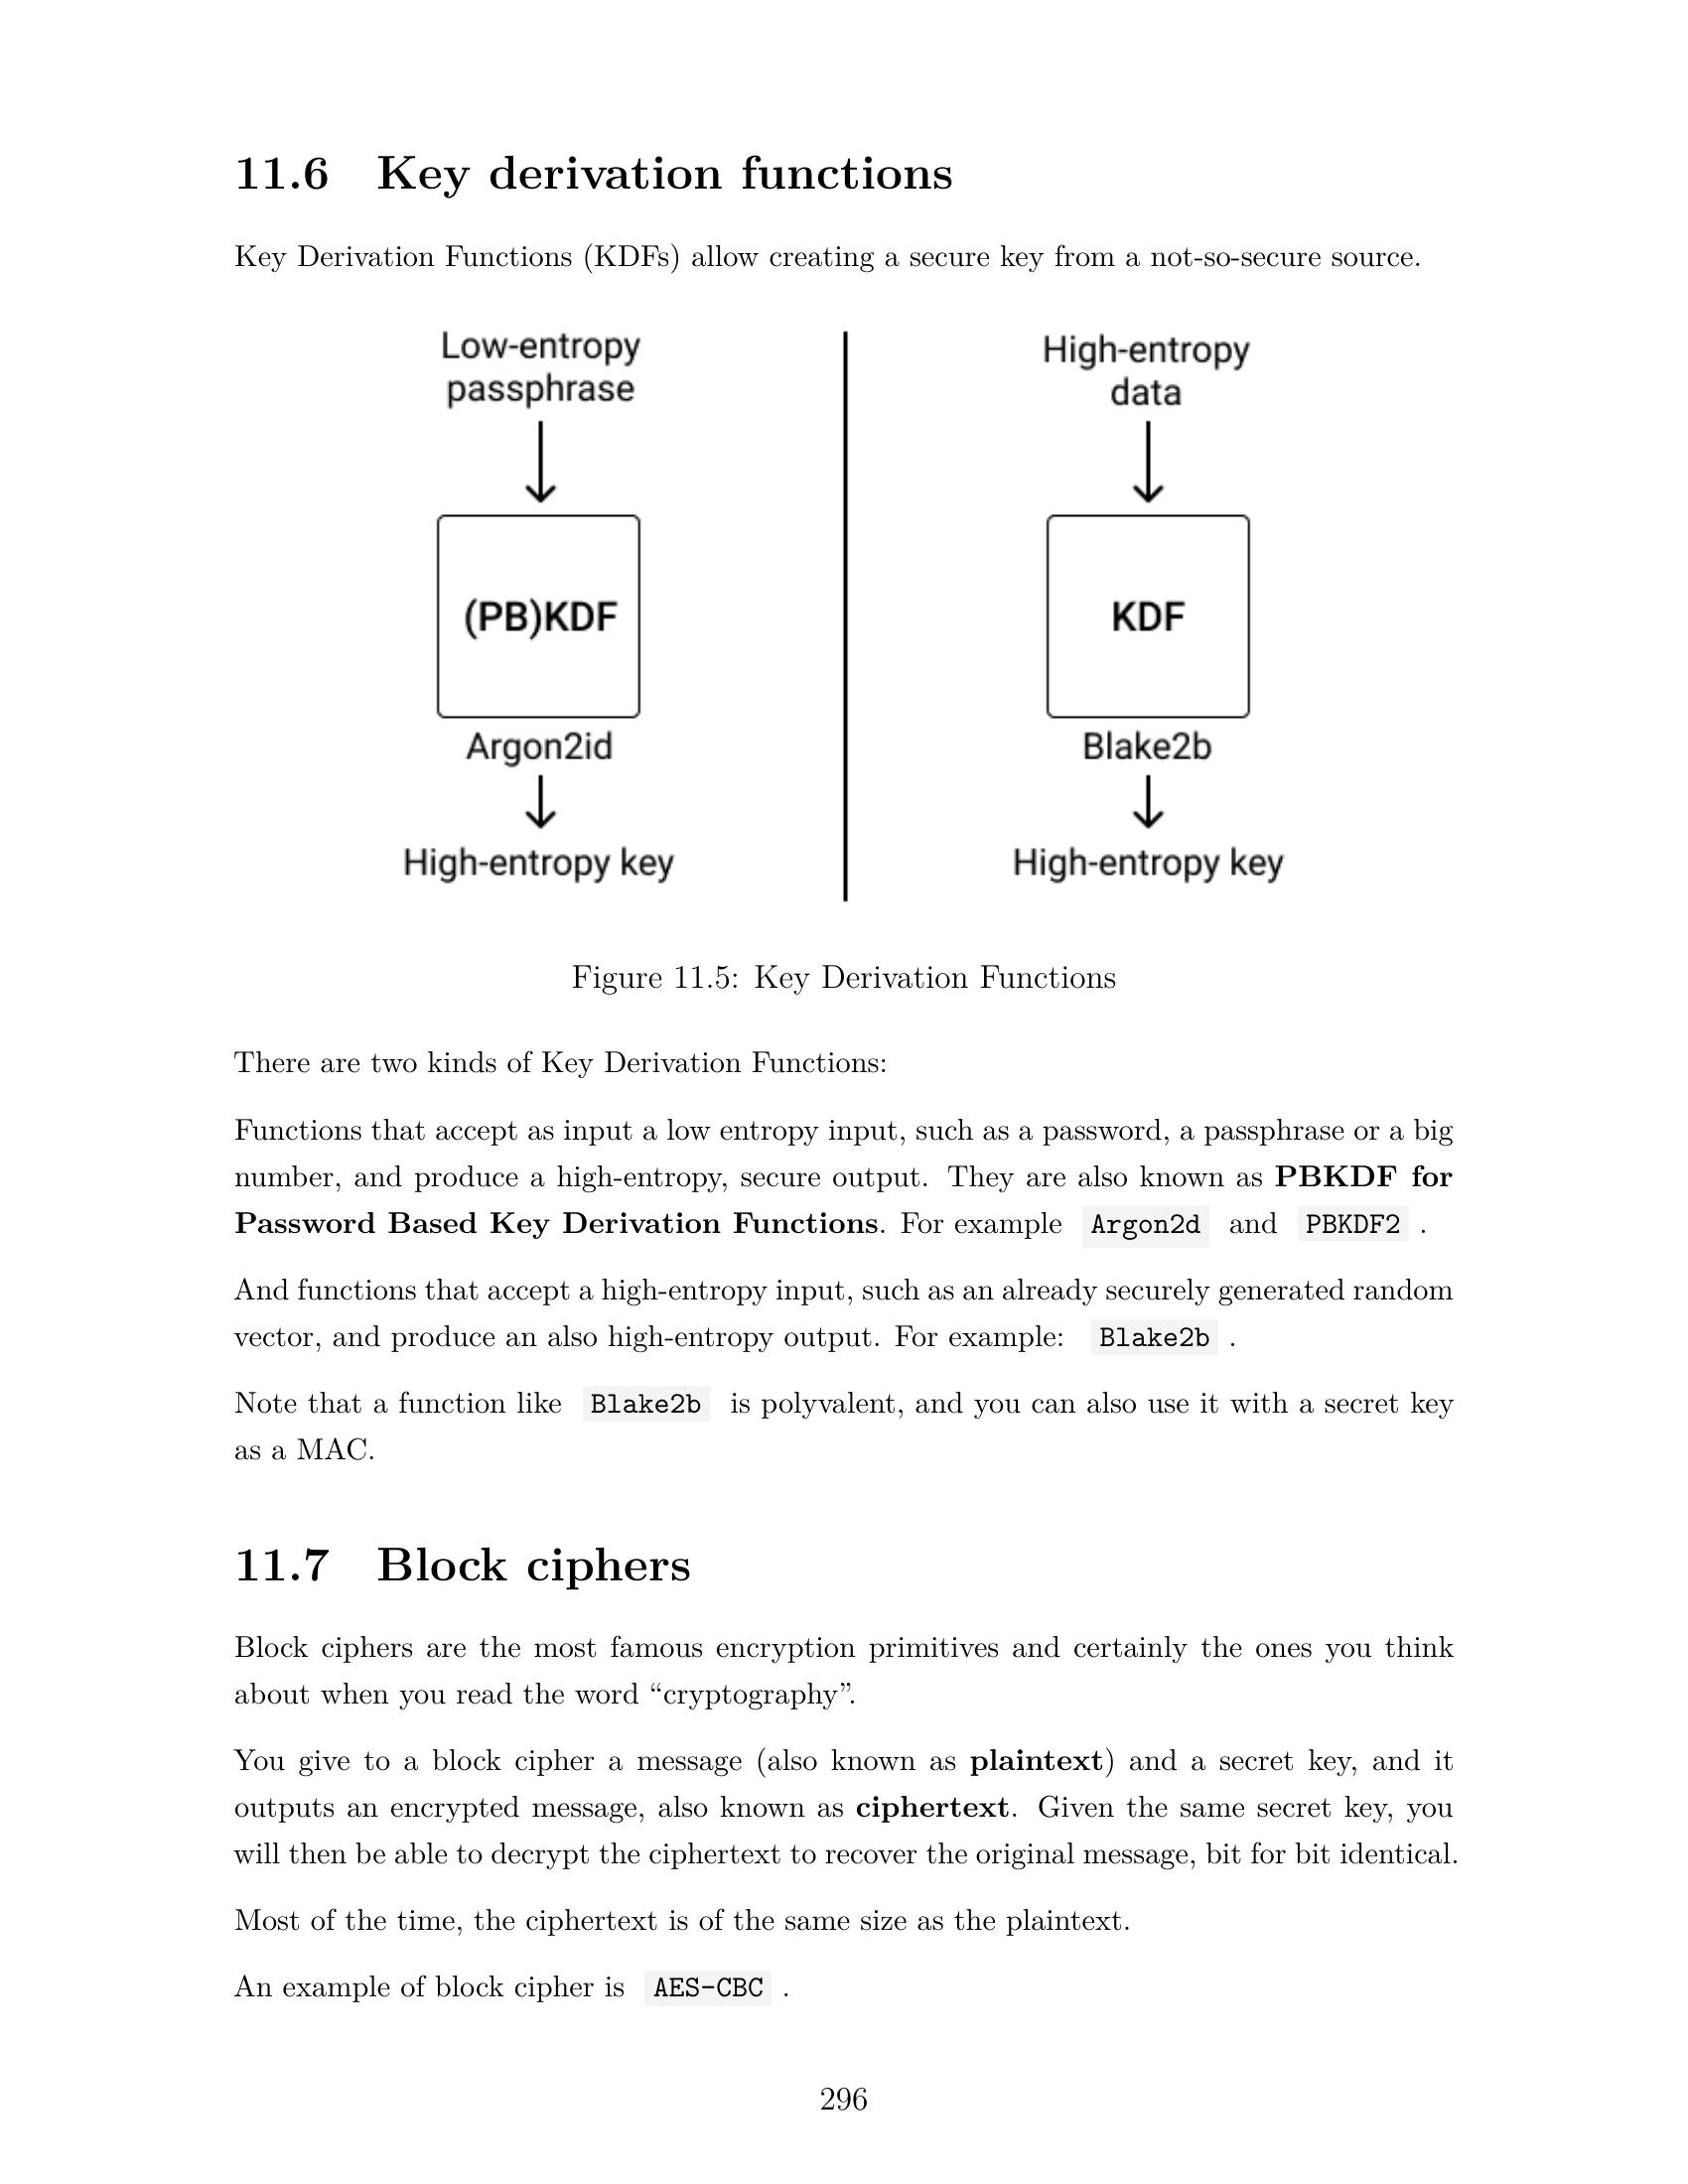 11.6 Key derivation functions
Key Derivation Functions (KDFs) allow creating a secure key from a not-so-secure source.
Low-entropy
passphrase
(PB)KDF
Argon2id
High-entropy key
High-entropy
data
KDF
Blake2b
High-entropy key
Figure 11.5: Key Derivation Functions
There are two kinds of Key Derivation Functions:
Functions that accept as input a low entropy input, such as a password, a passphrase or a big
number, and produce a high-entropy, secure output. They are also known as PBKDF for
Password Based Key Derivation Functions. For example Argon2d and PBKDF2 .
And functions that accept a high-entropy input, such as an already securely generated random
vector, and produce an also high-entropy output. For example: Blake2b .
Note that a function like Blake2b is polyvalent, and you can also use it with a secret key
as a MAC.
11.7 Block ciphers
Block ciphers are the most famous encryption primitives and certainly the ones you think
about when you read the word “cryptography”.
You give to a block cipher a message (also known as plaintext) and a secret key, and it
outputs an encrypted message, also known as ciphertext. Given the same secret key, you
will then be able to decrypt the ciphertext to recover the original message, bit for bit identical.
Most of the time, the ciphertext is of the same size as the plaintext.
An example of block cipher is AES-CBC .
296